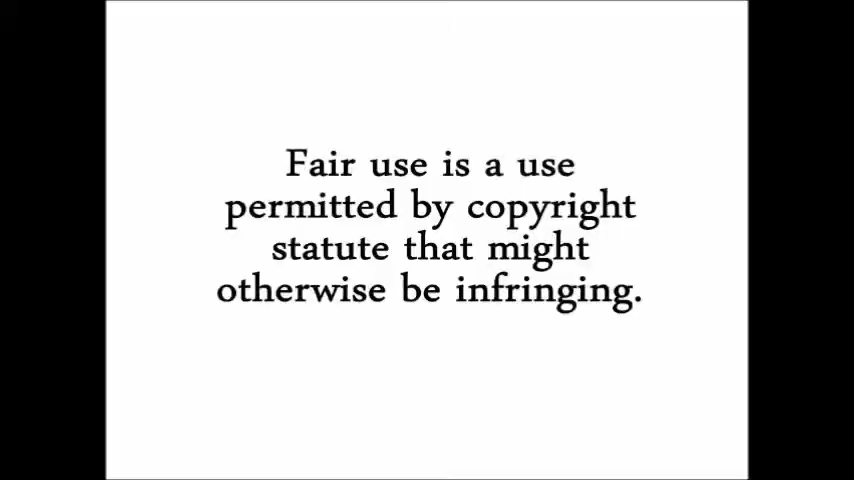 Fair use is a use
permitted by copyright
statute that might
otherwise be infringing.